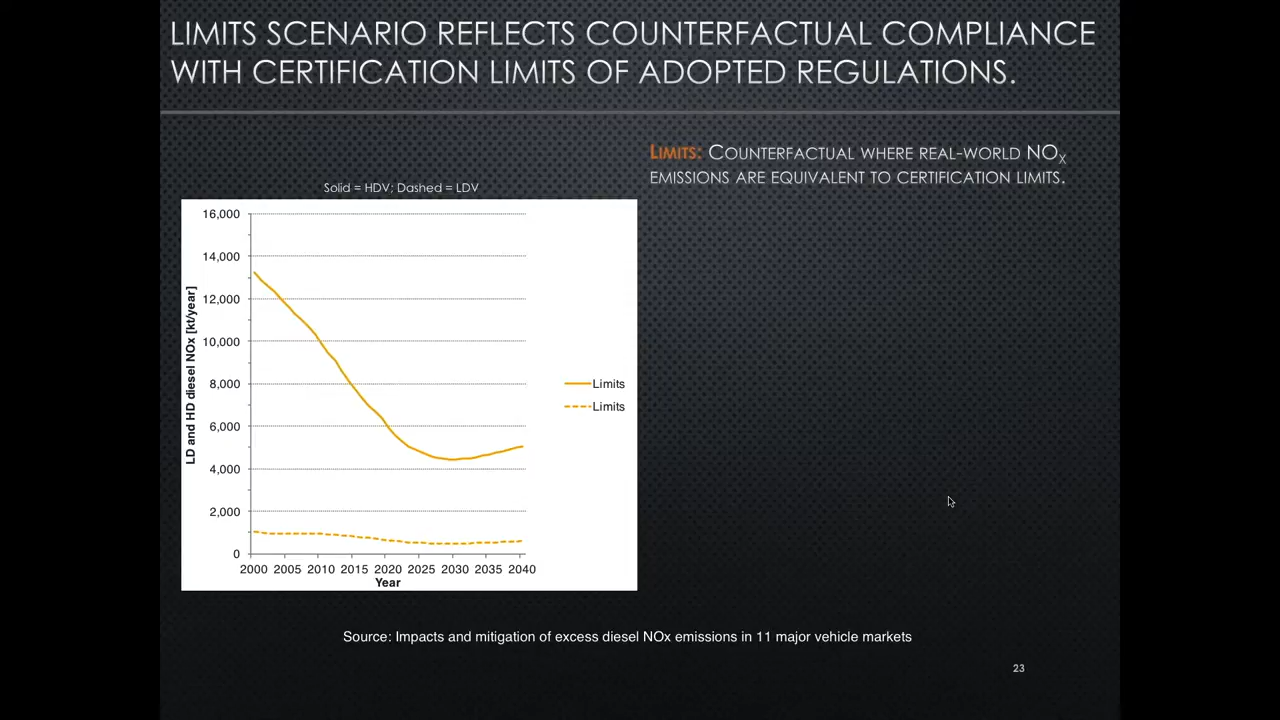 LIMITS SCENARIO REFLECTS COUNTERFACTUAL COMPLIANCE
WITH CERTIFICATION LIMITS OF ADOPTED REGULATIONS.
LIMITS: COUNTERFACTUAL WHERE REAL-WORLD NOX
EMISSIONS ARE EQUIVALENT TO CERTIFICATION LIMITS.
Solid = HDV; Dashed = LDV
LD and HD diesel NOx [kt/year]
16,000
14,000
12,000
10,000
8,000
6,000
4,000
2,000
0
2000 2005 2010 2015 2020 2025 2030 2035 2040
Year
Limits
Limits
Source: Impacts and mitigation of excess diesel NOx emissions in 11 major vehicle markets
23